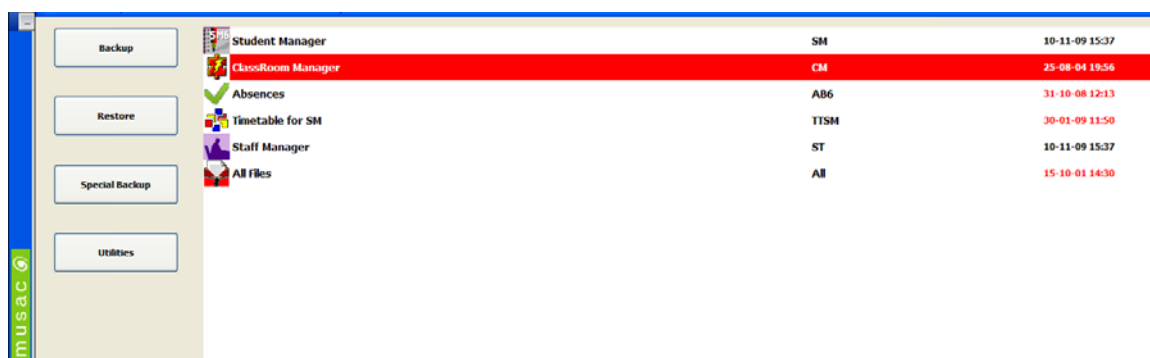 Backup
Restore
Special Backup
Utilities
musac
Student Manager SM 10-11-09 15:37
ClassRoom Manager CM 25-08-04 19:56
Absences AB6 31-10-08 12:13
Timetable for SM TTSM 30-01-09 11:50
Staff Manager ST 10-11-09 15:37
All Files All 15-10-01 14:30